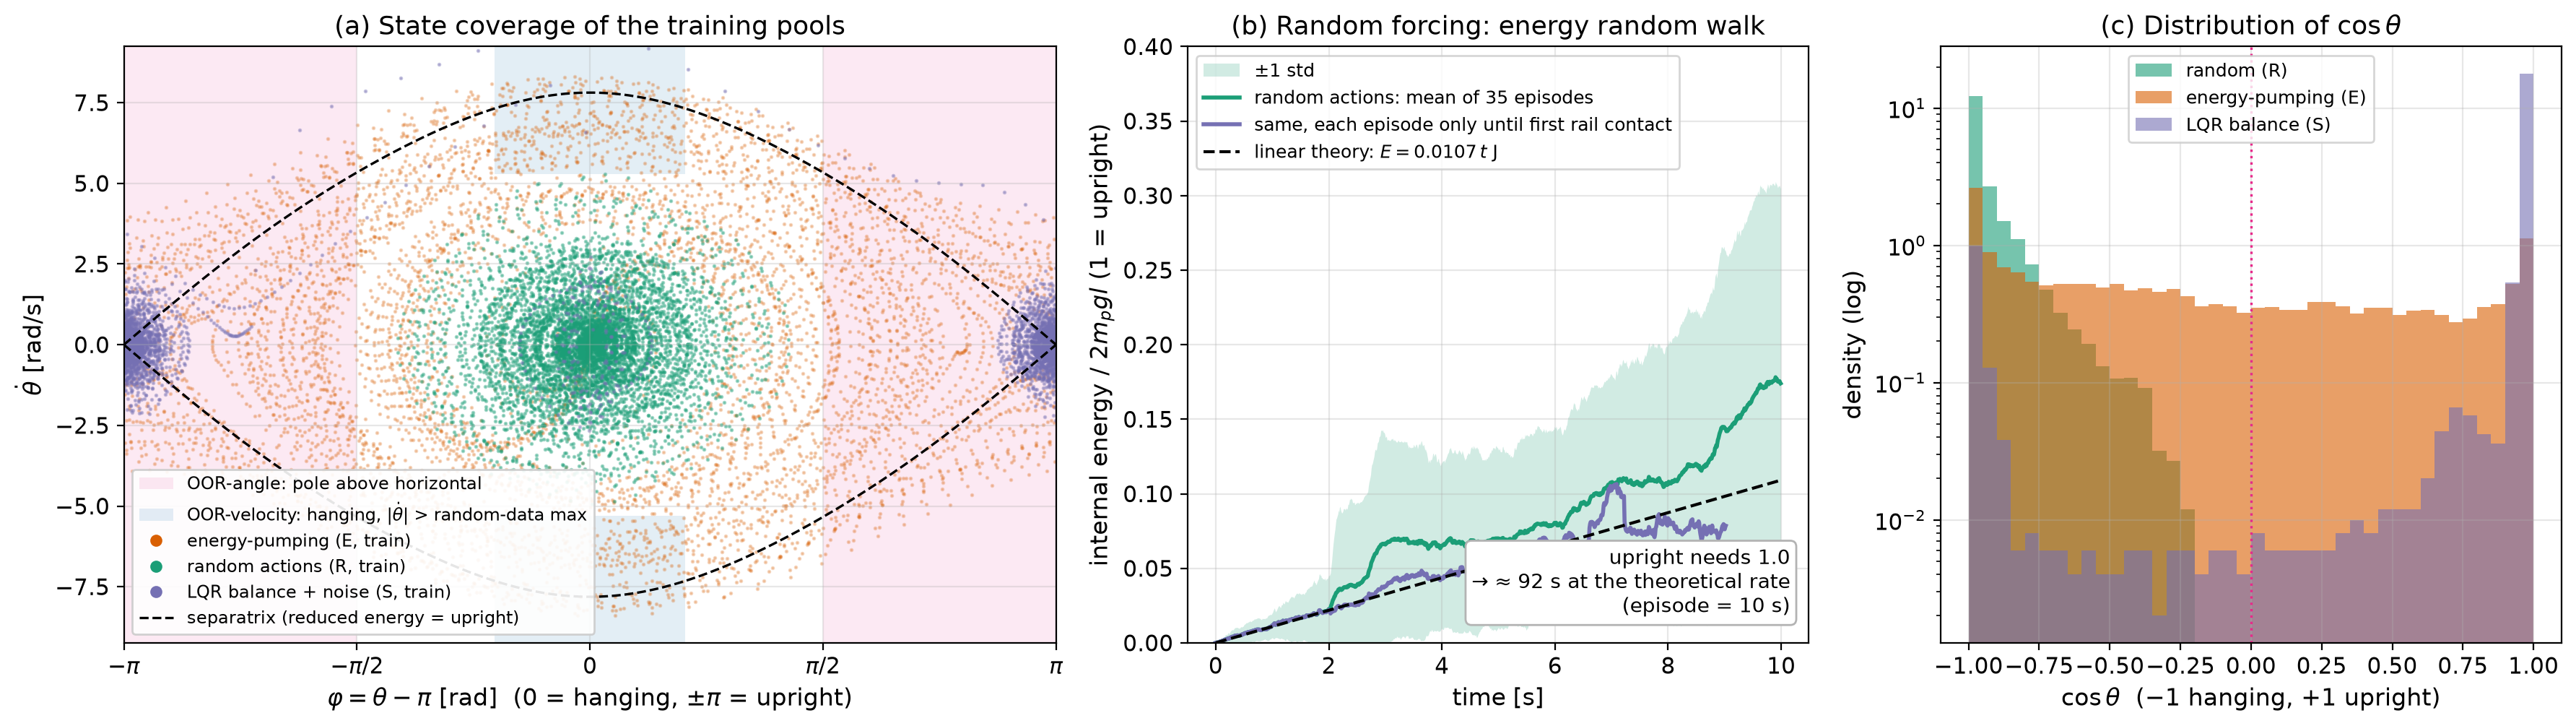 (a) State coverage of the training pools
7.5
5.0
2.5
0.0
−2.5
−5.0
−7.5
θ̇ [rad/s]
OOR-angle: pole above horizontal
OOR-velocity: hanging, |θ̇| > random-data max
energy-pumping (E, train)
random actions (R, train)
LQR balance + noise (S, train)
separatrix (reduced energy = upright)
−π
−π/2
0
π/2
π
φ = θ − π [rad] (0 = hanging, ±π = upright)
(b) Random forcing: energy random walk
0.40
0.35
0.30
0.25
0.20
0.15
0.10
0.05
0.00
internal energy / 2mₚgl (1 = upright)
±1 std
random actions: mean of 35 episodes
same, each episode only until first rail contact
linear theory: E = 0.0107 t J
upright needs 1.0
→ ≈ 92 s at the theoretical rate
(episode = 10 s)
0
2
4
6
8
10
time [s]
(c) Distribution of cos θ
10¹
10⁰
10⁻¹
10⁻²
density (log)
random (R)
energy-pumping (E)
LQR balance (S)
−1.00
−0.75
−0.50
−0.25
0.00
0.25
0.50
0.75
1.00
cos θ (−1 hanging, +1 upright)